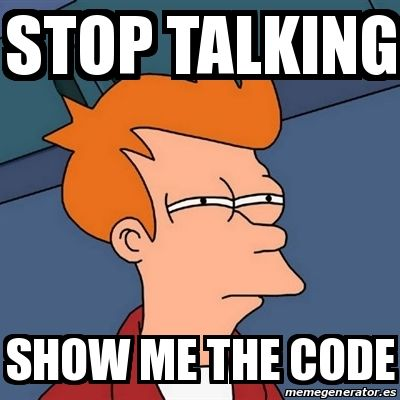 STOP TALKING
SHOW ME THE CODE
memegenerator.es